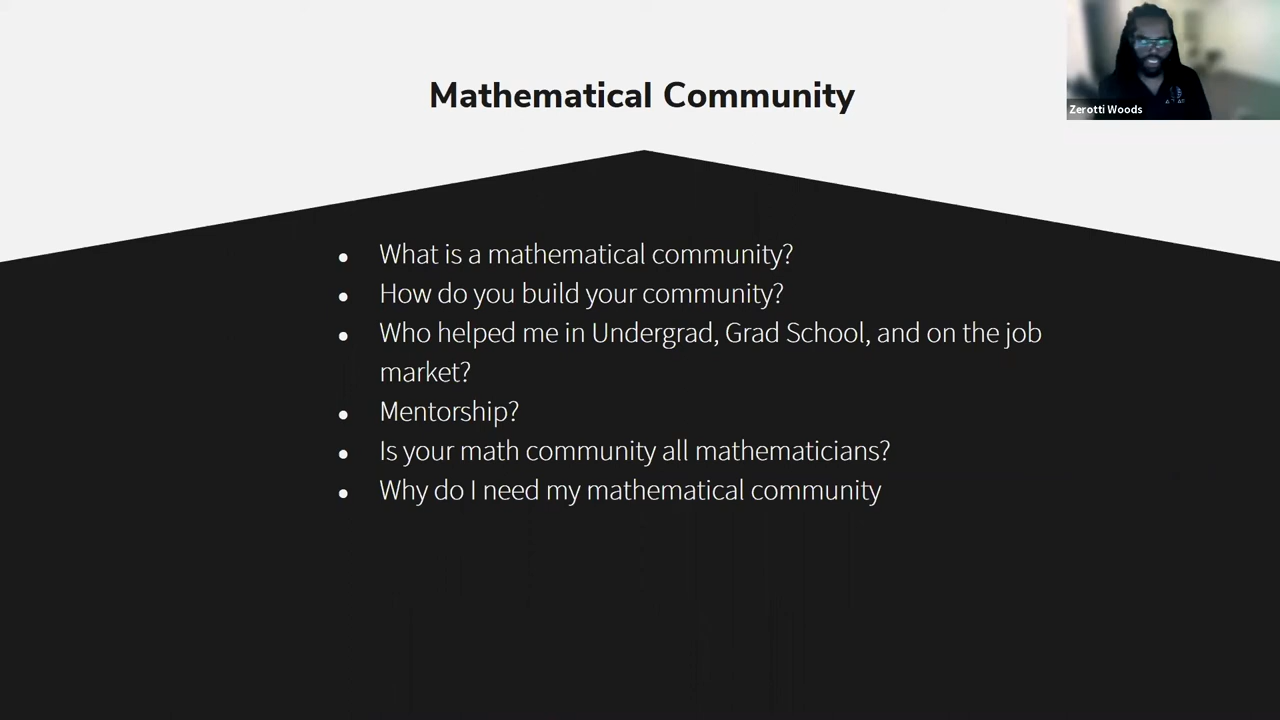 Mathematical Community
Zerotti Woods
● What is a mathematical community?
● How do you build your community?
● Who helped me in Undergrad, Grad School, and on the job
market?
● Mentorship?
● Is your math community all mathematicians?
● Why do I need my mathematical community